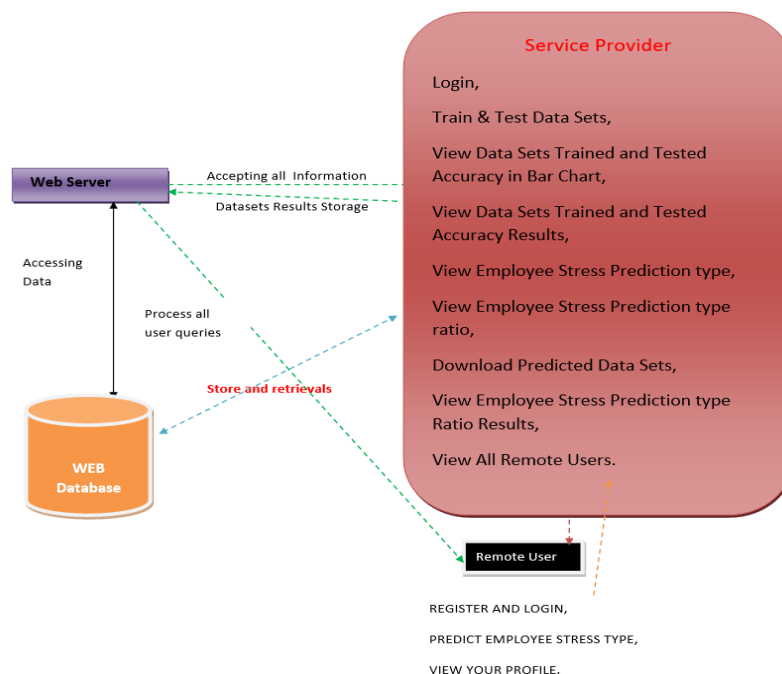 Service Provider
Login,
Train & Test Data Sets,
View Data Sets Trained and Tested
Accuracy in Bar Chart,
View Data Sets Trained and Tested
Accuracy Results,
View Employee Stress Prediction type,
View Employee Stress Prediction type
ratio,
Download Predicted Data Sets,
View Employee Stress Prediction type
Ratio Results,
View All Remote Users.
Web Server
Accepting all Information
Datasets Results Storage
Accessing
Data
Process all
user queries
Store and retrievals
WEB
Database
Remote User
REGISTER AND LOGIN,
PREDICT EMPLOYEE STRESS TYPE,
VIEW YOUR PROFILE.